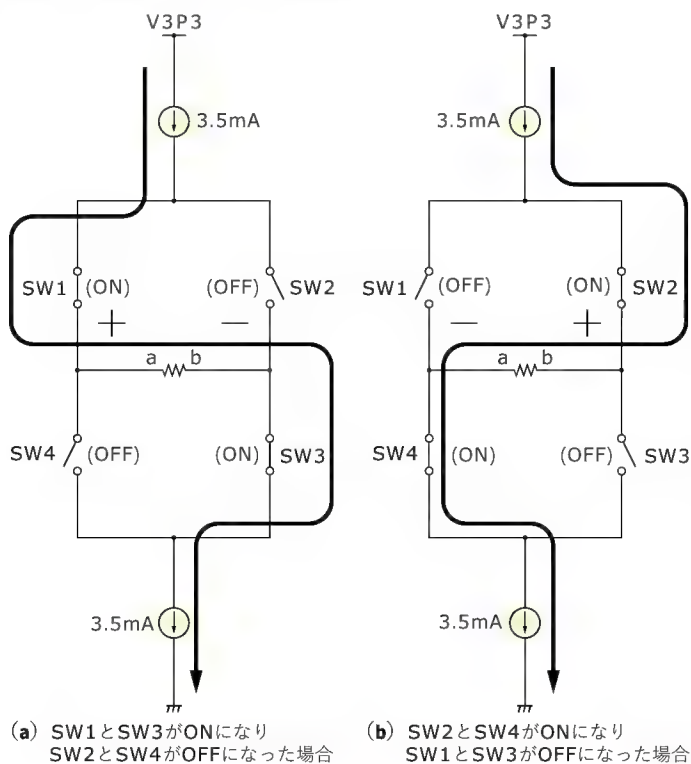 V3P3
3.5mA
SW1 (ON)
(OFF) SW2
+
−
a b
SW4 (OFF)
(ON) SW3
3.5mA
(a) SW1とSW3がONになり
SW2とSW4がOFFになった場合
V3P3
3.5mA
SW1 (OFF)
(ON) SW2
−
+
a b
SW4 (ON)
(OFF) SW3
3.5mA
(b) SW2とSW4がONになり
SW1とSW3がOFFになった場合